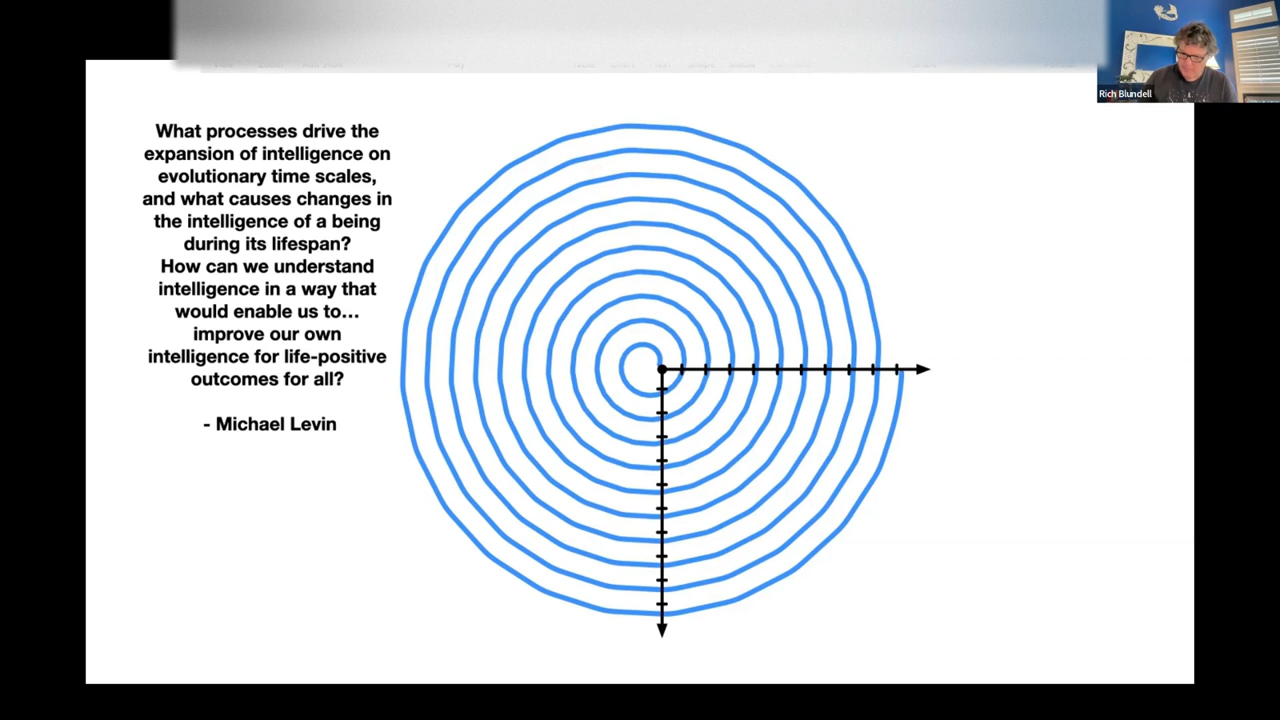 What processes drive the
expansion of intelligence on
evolutionary time scales,
and what causes changes in
the intelligence of a being
during its lifespan?
How can we understand
intelligence in a way that
would enable us to…
improve our own
intelligence for life-positive
outcomes for all?
- Michael Levin
Rich Blundell